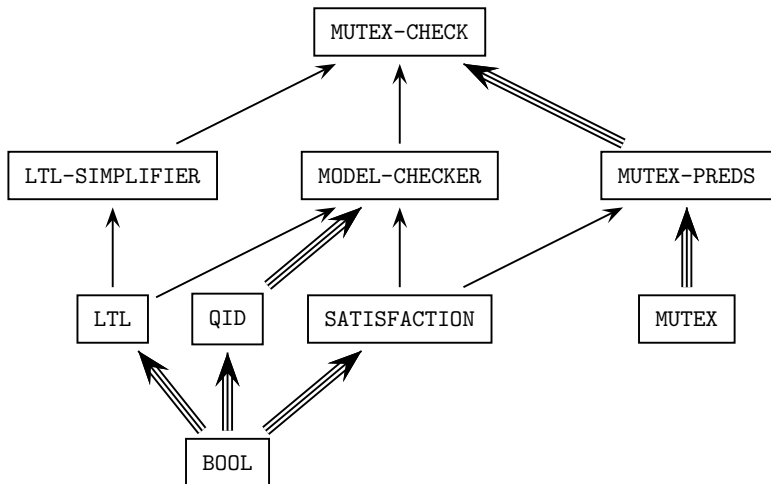 MUTEX-CHECK
LTL-SIMPLIFIER
MODEL-CHECKER
MUTEX-PREDS
LTL
QID
SATISFACTION
MUTEX
BOOL